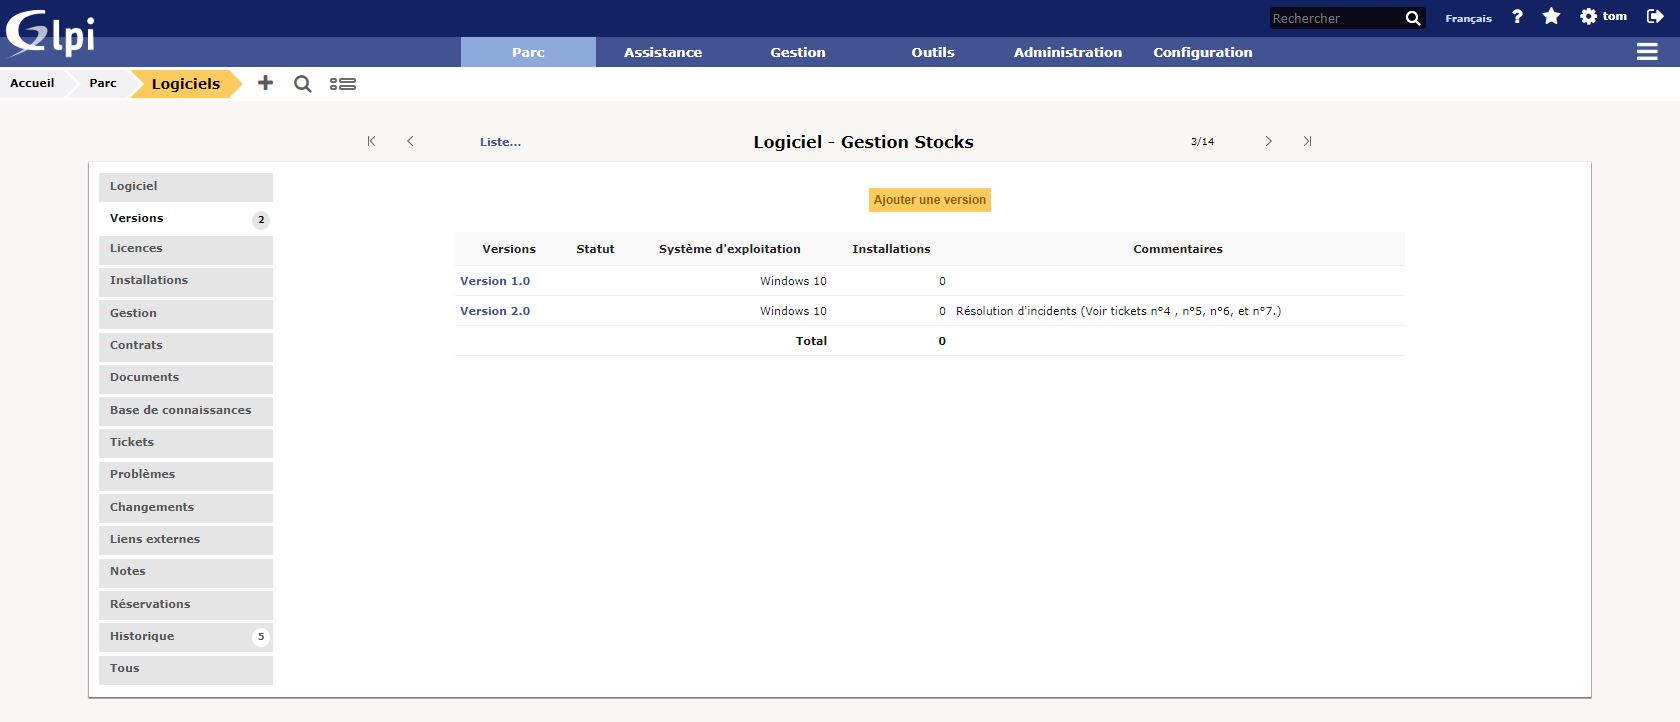 Glpi
Rechercher Français ? tom
Parc Assistance Gestion Outils Administration Configuration
Accueil Parc Logiciels
Liste... Logiciel - Gestion Stocks 3/14
Logiciel
Versions 2
Licences
Installations
Gestion
Contrats
Documents
Base de connaissances
Tickets
Problèmes
Changements
Liens externes
Notes
Réservations
Historique 5
Tous
Ajouter une version
Versions Statut Système d'exploitation Installations Commentaires
Version 1.0 Windows 10 0
Version 2.0 Windows 10 0 Résolution d'incidents (Voir tickets n°4 , n°5, n°6, et n°7.)
Total 0